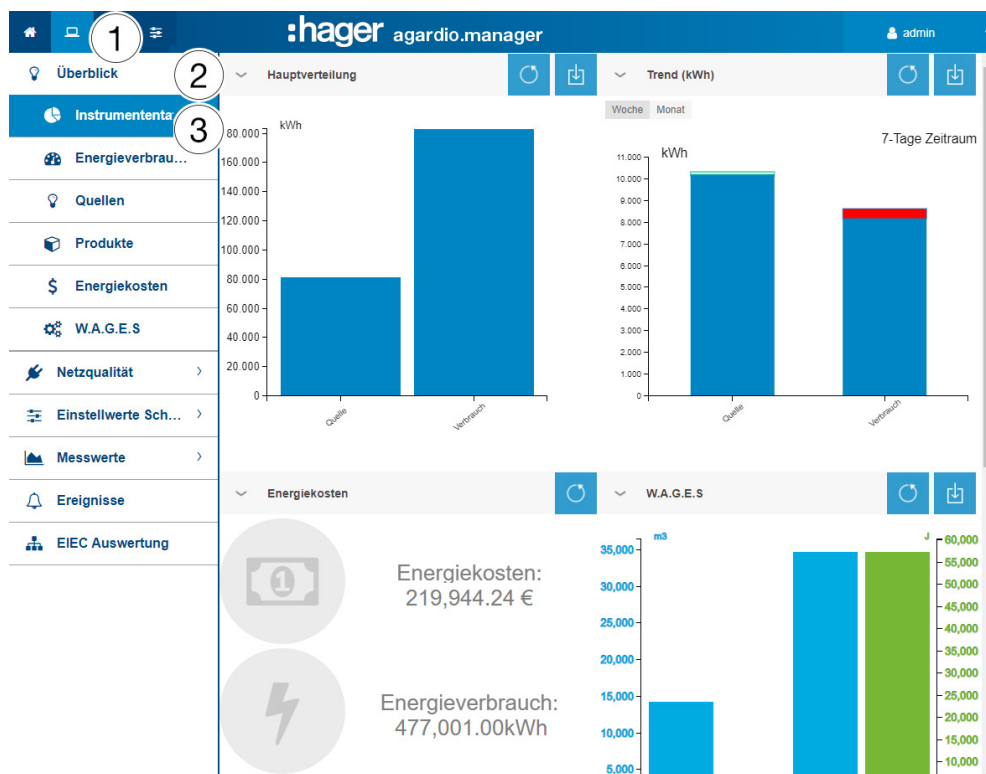 1
:hager agardio.manager
admin
Überblick
2
Instrumententa
3
Energieverbrau...
Quellen
Produkte
$ Energiekosten
W.A.G.E.S
Netzqualität
Einstellwerte Sch...
Messwerte
Ereignisse
EIEC Auswertung
Hauptverteilung
kWh
80.000
160.000
140.000
120.000
100.000
80.000
60.000
40.000
20.000
0
Quelle
Verbrauch
Trend (kWh)
Woche Monat
7-Tage Zeitraum
kWh
11.000
10.000
9.000
8.000
7.000
6.000
5.000
4.000
3.000
2.000
1.000
0
Quelle
Verbrauch
Energiekosten
1
Energiekosten:
219,944.24 €
Energieverbrauch:
477,001.00kWh
W.A.G.E.S
m3
35,000
30,000
25,000
20,000
15,000
10,000
5,000
J
60,000
55,000
50,000
45,000
40,000
35,000
30,000
25,000
20,000
15,000
10,000